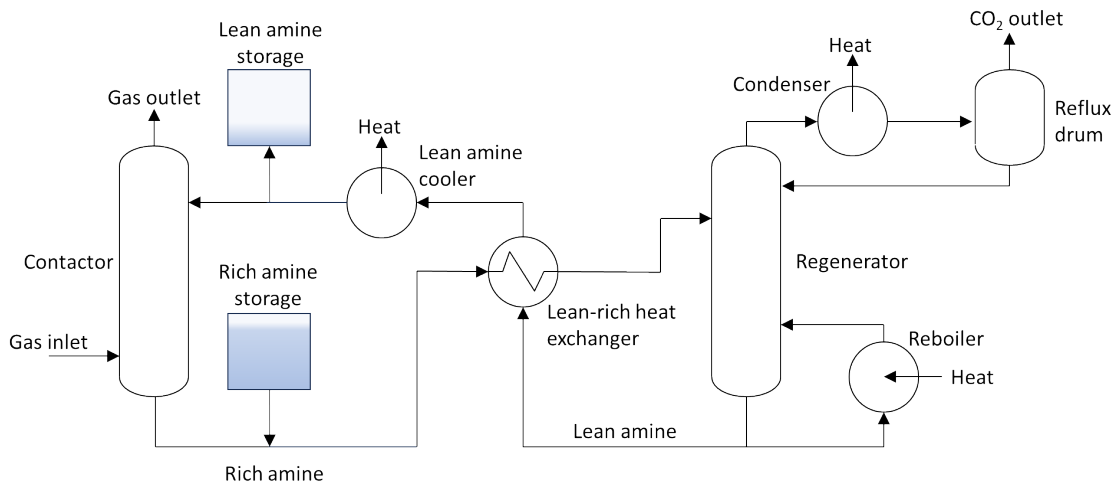 CO₂ outlet
Lean amine
storage
Heat
Condenser
Gas outlet
Reflux
drum
Heat
Lean amine
cooler
Contactor
Rich amine
storage
Regenerator
Lean-rich heat
exchanger
Gas inlet
Reboiler
Heat
Lean amine
Rich amine